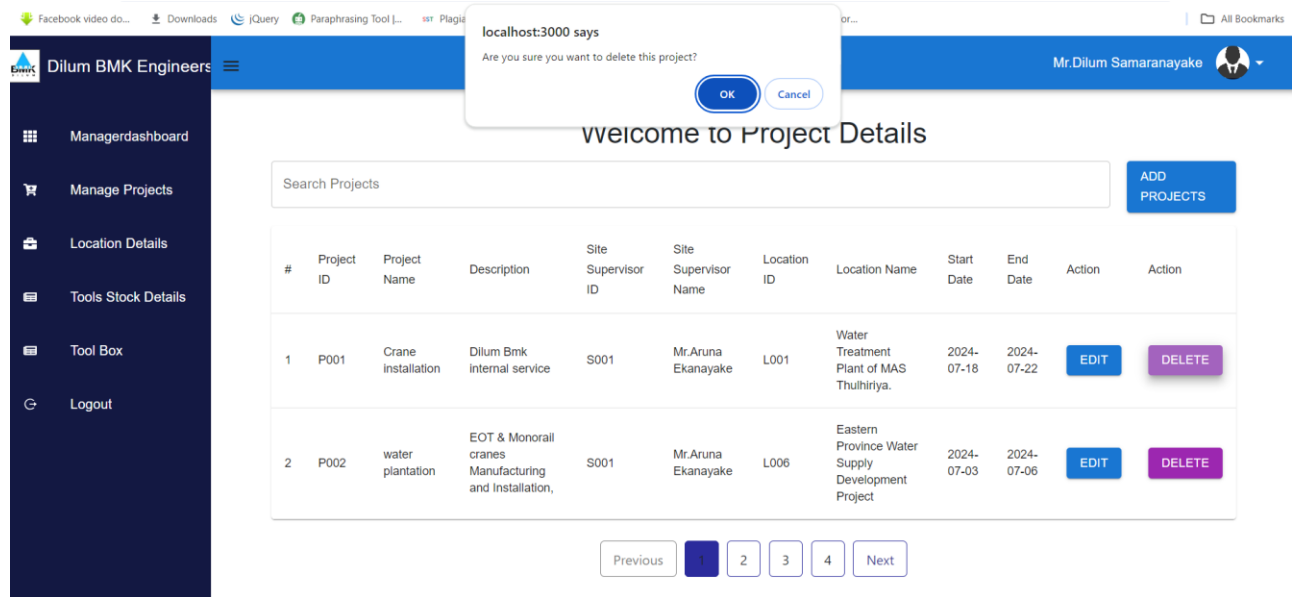 Facebook video do...
Downloads
jQuery
Paraphrasing Tool |...
SST
Plagia
or...
All Bookmarks
localhost:3000 says
Are you sure you want to delete this project?
OK
Cancel
BMK
Dilum BMK Engineers
Mr.Dilum Samaranayake
Managerdashboard
Manage Projects
Location Details
Tools Stock Details
Tool Box
Logout
Welcome to Project Details
Search Projects
ADD
PROJECTS
#
Project
ID
Project
Name
Description
Site
Supervisor
ID
Site
Supervisor
Name
Location
ID
Location Name
Start
Date
End
Date
Action
Action
1
P001
Crane
installation
Dilum Bmk
internal service
S001
Mr.Aruna
Ekanayake
L001
Water
Treatment
Plant of MAS
Thulhiriya.
2024-
07-18
2024-
07-22
EDIT
DELETE
2
P002
water
plantation
EOT & Monorail
cranes
Manufacturing
and Installation,
S001
Mr.Aruna
Ekanayake
L006
Eastern
Province Water
Supply
Development
Project
2024-
07-03
2024-
07-06
EDIT
DELETE
Previous
1
2
3
4
Next